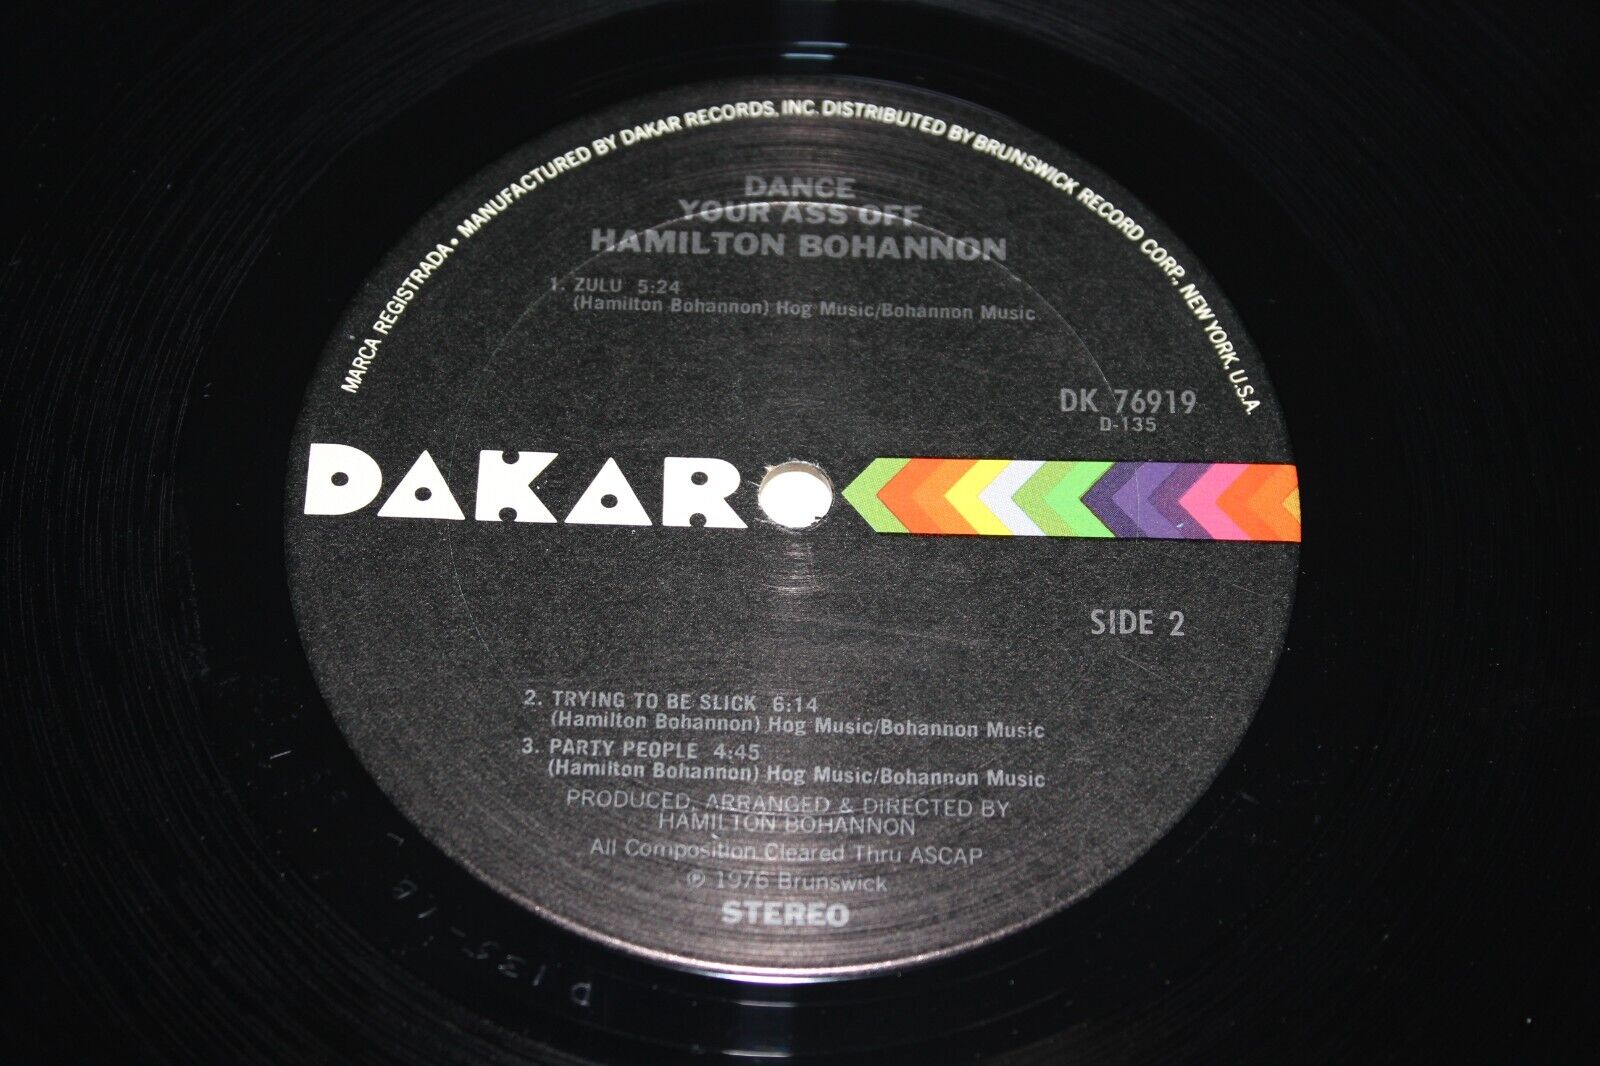 MARCA REGISTRADA • MANUFACTURED BY DAKAR RECORDS, INC. DISTRIBUTED BY BRUNSWICK RECORD CORP., NEW YORK, U.S.A.
DANCE
YOUR ASS OFF
HAMILTON BOHANNON
1. ZULU 5:24
(Hamilton Bohannon) Hog Music/Bohannon Music
DK 76919
D-135
DAKAR
SIDE 2
2. TRYING TO BE SLICK 6:14
(Hamilton Bohannon) Hog Music/Bohannon Music
3. PARTY PEOPLE 4:45
(Hamilton Bohannon) Hog Music/Bohannon Music
PRODUCED, ARRANGED & DIRECTED BY
HAMILTON BOHANNON
All Composition Cleared Thru ASCAP
℗ 1976 Brunswick
STEREO